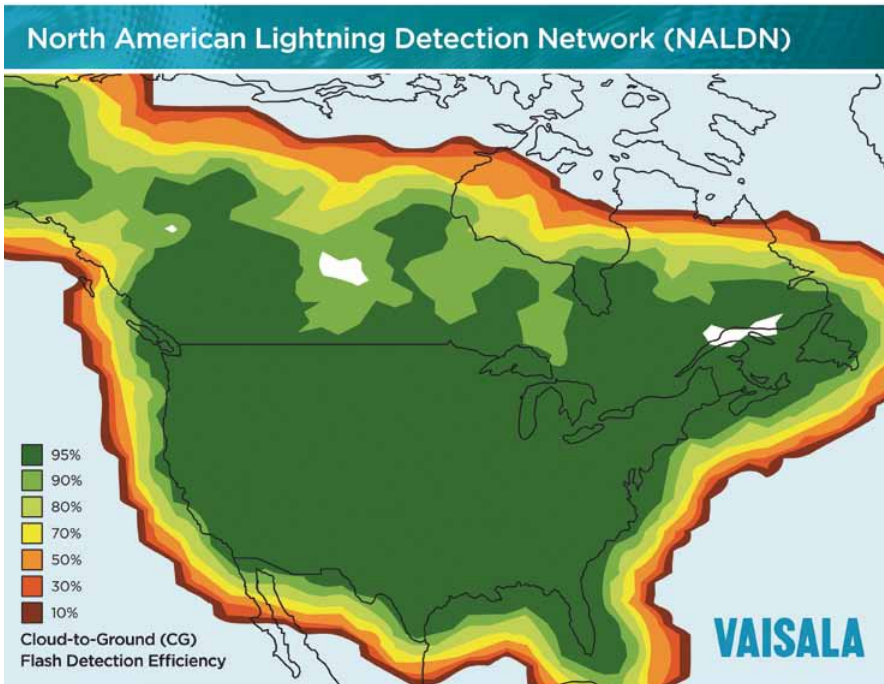 North American Lightning Detection Network (NALDN)
95%
90%
80%
70%
50%
30%
10%
Cloud-to-Ground (CG)
Flash Detection Efficiency
VAISALA